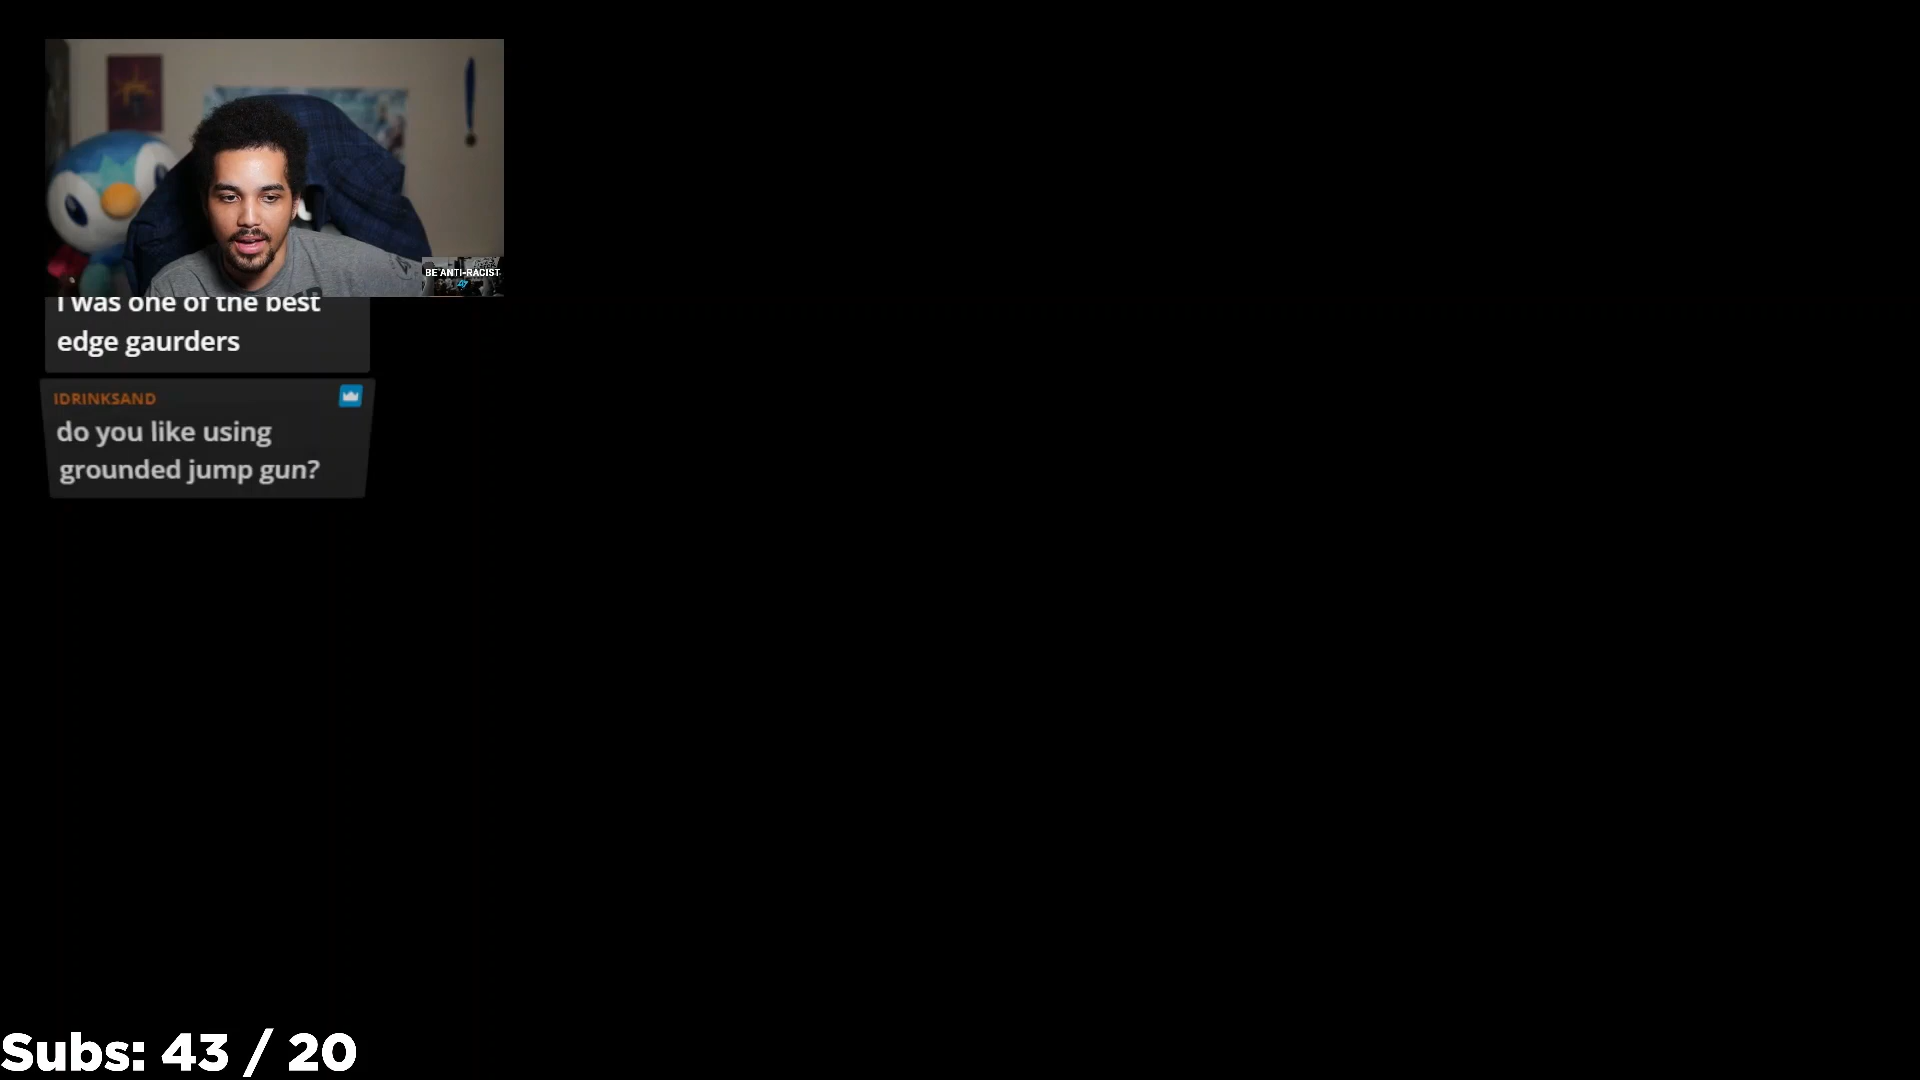 BE ANTI-RACIST
I was one of the best
edge gaurders
IDRINKSAND
do you like using
grounded jump gun?
Subs: 43 / 20